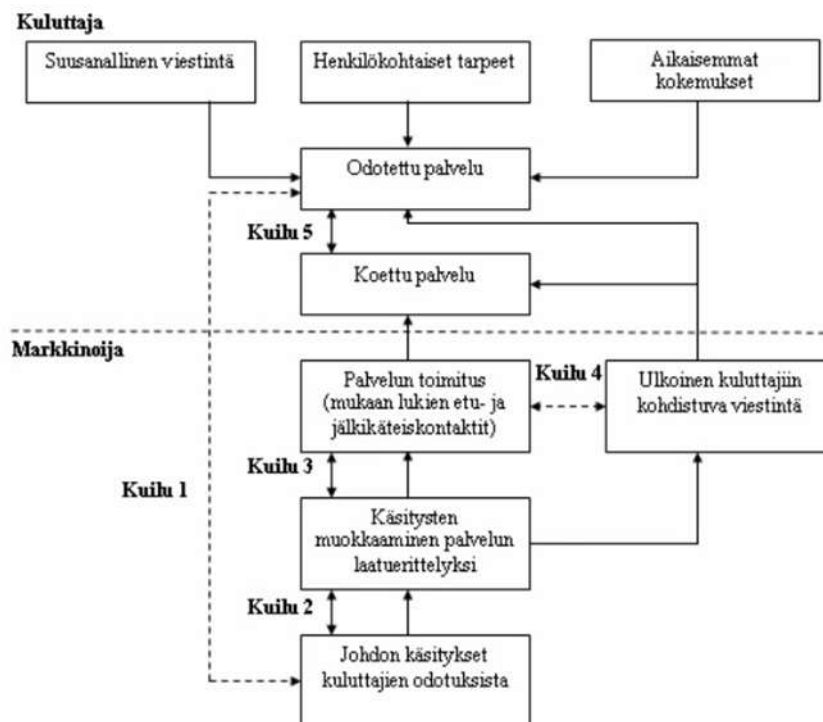 Kuluttaja
Suusanallinen viestintä
Henkilökohtaiset tarpeet
Aikaisemmat
kokemukset
Odotettu palvelu
Kuilu 5
Koettu palvelu
Markkinoija
Palvelun toimitus
(mukaan lukien etu- ja
jälkikäteiskontaktit)
Kuilu 4
Ulkoinen kuluttajiin
kohdistuva viestintä
Kuilu 3
Kuilu 1
Käsitysten
muokkaaminen palvelun
laatuerittelyksi
Kuilu 2
Johdon käsitykset
kuluttajien odotuksista